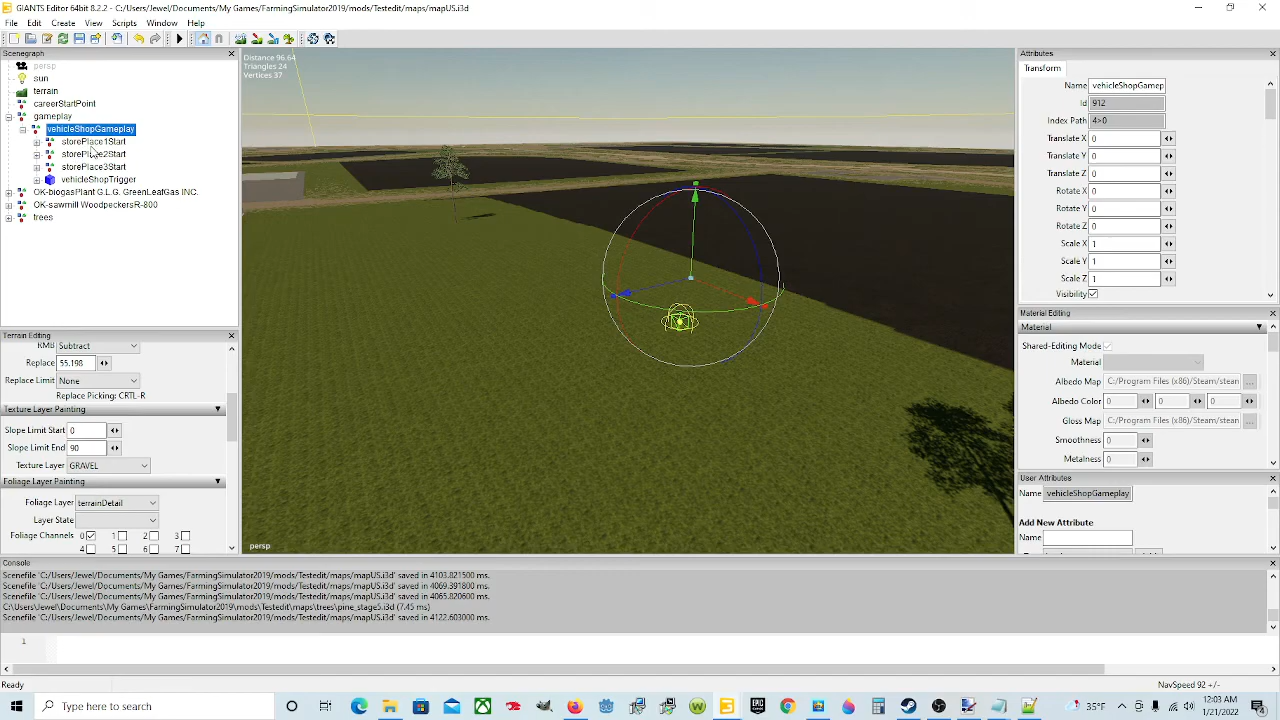 GIANTS Editor 64bit 8.2.2 - C:/Users/Jewel/Documents/My Games/FarmingSimulator2019/mods/Testedit/maps/mapUS.i3d
File Edit Create View Scripts Window Help
Scenegraph
persp
sun
terrain
careerStartPoint
gameplay
vehicleShopGameplay
storePlace1Start
storePlace2Start
storePlace3Start
vehicleShopTrigger
OK-biogasPlant G.L.G. GreenLeafGas INC.
OK-sawmill WoodpeckersR-800
trees
Terrain Editing
RMB Subtract
Replace 55.198
Replace Limit None
Replace Picking: CRTL-R
Texture Layer Painting
Slope Limit Start 0
Slope Limit End 90
Texture Layer GRAVEL
Foliage Layer Painting
Foliage Layer terrainDetail
Layer State
Foliage Channels 0 1 2 3
4 5 6 7
Distance 96.64
Triangles 24
Vertices 37
persp
Attributes
Transform
Name vehicleShopGamep
Id 912
Index Path 4>0
Translate X 0
Translate Y 0
Translate Z 0
Rotate X 0
Rotate Y 0
Rotate Z 0
Scale X 1
Scale Y 1
Scale Z 1
Visibility
Material Editing
Material
Shared-Editing Mode
Material
Albedo Map C:/Program Files (x86)/Steam/stean ...
Albedo Color 0 0 0
Gloss Map C:/Program Files (x86)/Steam/stean ...
Smoothness 0
Metalness 0
User Attributes
Name vehicleShopGameplay
Add New Attribute
Name
Console
Scenefile 'C:/Users/Jewel/Documents/My Games/FarmingSimulator2019/mods/Testedit/maps/mapUS.i3d' saved in 4103.821500 ms.
Scenefile 'C:/Users/Jewel/Documents/My Games/FarmingSimulator2019/mods/Testedit/maps/mapUS.i3d' saved in 4069.391800 ms.
Scenefile 'C:/Users/Jewel/Documents/My Games/FarmingSimulator2019/mods/Testedit/maps/mapUS.i3d' saved in 4065.820600 ms.
C:\Users\Jewel\Documents\My Games\FarmingSimulator2019\mods\Testedit\maps\trees\pine_stage5.i3d (7.45 ms)
Scenefile 'C:/Users/Jewel/Documents/My Games/FarmingSimulator2019/mods/Testedit/maps/mapUS.i3d' saved in 4122.603000 ms.
1
Ready
NavSpeed 92 +/-
Type here to search
35°F
12:03 AM
1/21/2022